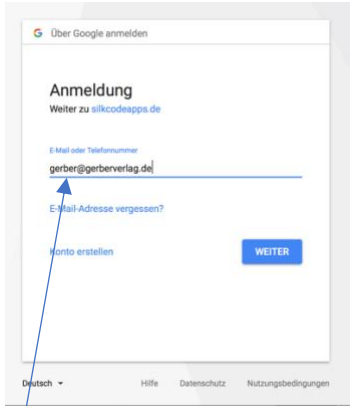 G Über Google anmelden
Anmeldung
Weiter zu silkcodeapps.de
E-Mail oder Telefonnummer
gerber@gerberverlag.de
E-Mail-Adresse vergessen?
Konto erstellen WEITER
Deutsch Hilfe Datenschutz Nutzungsbedingungen